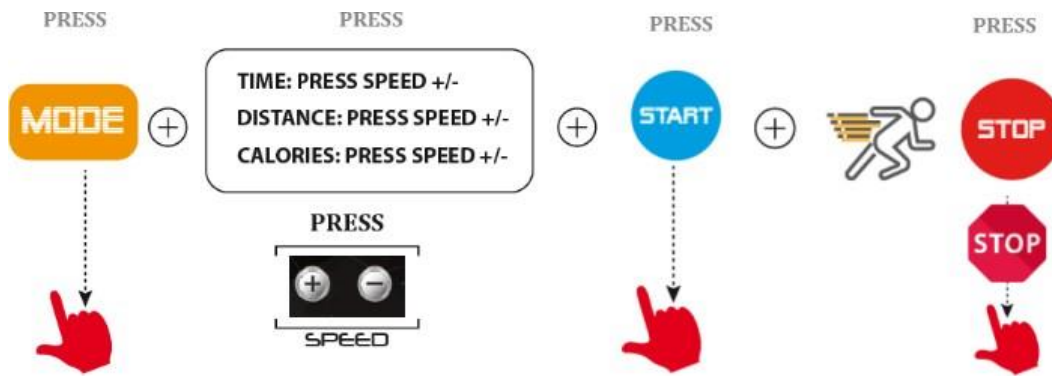 PRESS
PRESS
PRESS
PRESS
MODE
TIME: PRESS SPEED +/-
DISTANCE: PRESS SPEED +/-
CALORIES: PRESS SPEED +/-
START
STOP
PRESS
STOP
+ -
SPEED